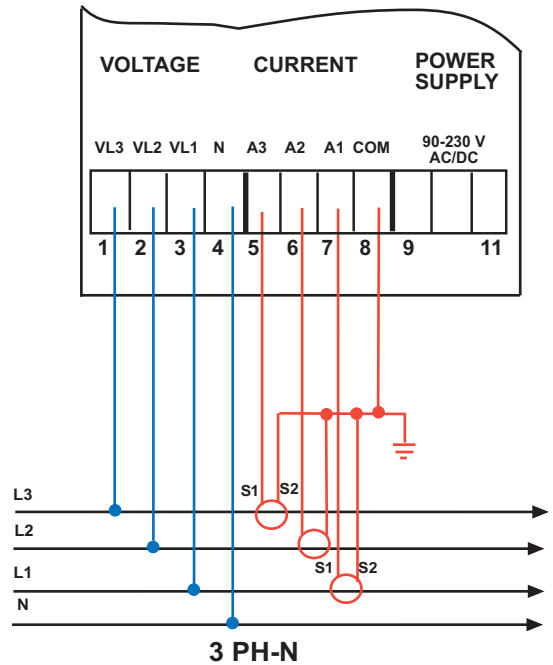 VOLTAGE CURRENT POWER
SUPPLY
VL3 VL2 VL1 N A3 A2 A1 COM 90-230 V
AC/DC
1 2 3 4 5 6 7 8 9 11
L3 S1 S2
L2
L1 S1 S2
N
3 PH-N